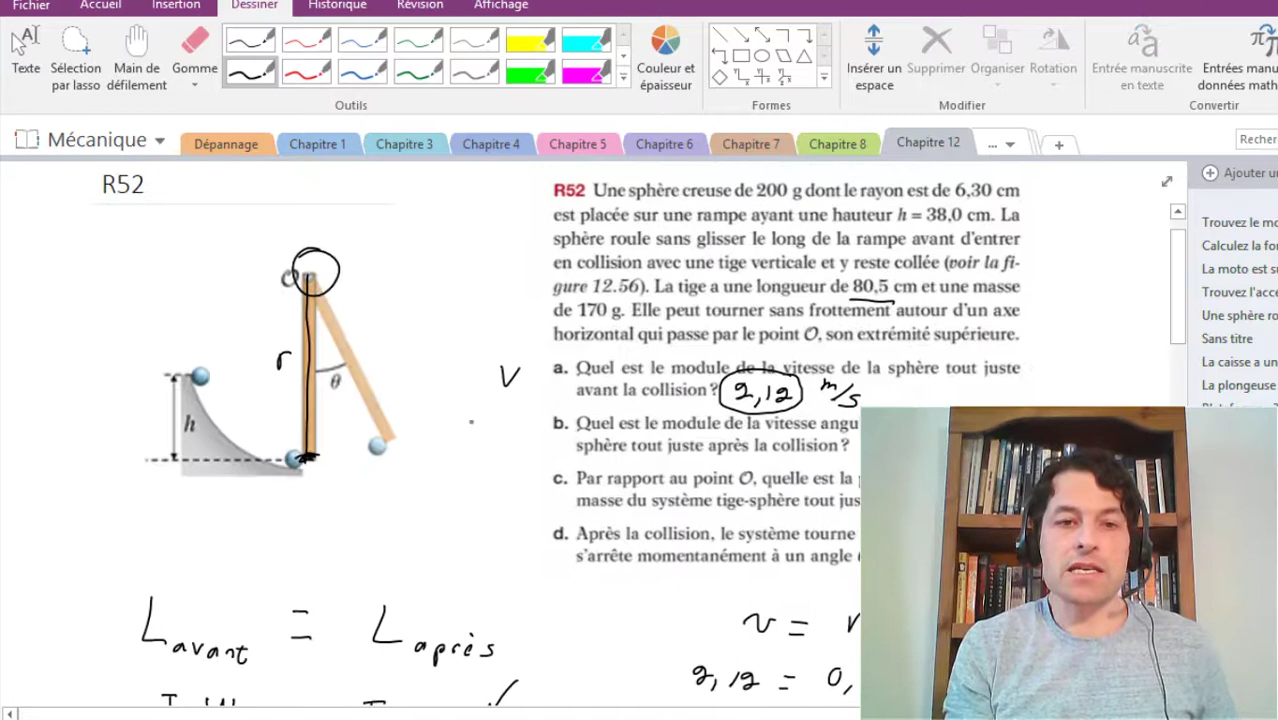 Fichier Accueil Insertion Dessiner Historique Révision Affichage
Texte
Sélection par lasso
Main de défilement
Gomme
Couleur et épaisseur
Insérer un espace
Supprimer
Organiser
Rotation
Entrée manuscrite en texte
Entrées manu
données math
Outils Formes Modifier Convertir
Mécanique Dépannage Chapitre 1 Chapitre 3 Chapitre 4 Chapitre 5 Chapitre 6 Chapitre 7 Chapitre 8 Chapitre 12 ... + Recher
Ajouter un
R52
R52 Une sphère creuse de 200 g dont le rayon est de 6,30 cm
est placée sur une rampe ayant une hauteur h = 38,0 cm. La
sphère roule sans glisser le long de la rampe avant d'entrer
en collision avec une tige verticale et y reste collée (voir la fi-
gure 12.56). La tige a une longueur de 80,5 cm et une masse
de 170 g. Elle peut tourner sans frottement autour d'un axe
horizontal qui passe par le point O, son extrémité supérieure.
a. Quel est le module de la vitesse de la sphère tout juste
avant la collision ? 2,12 m/s
b. Quel est le module de la vitesse angu
sphère tout juste après la collision ?
c. Par rapport au point O, quelle est la
masse du système tige-sphère tout jus
d. Après la collision, le système tourne
s'arrête momentanément à un angle
O
r
θ
h
v
L avant = L après
v =
2,12 = 0,
Trouvez le mo
Calculez la for
La moto est su
Trouvez l'acce
Une sphère ro
Sans titre
La caisse a un
La plongeuse